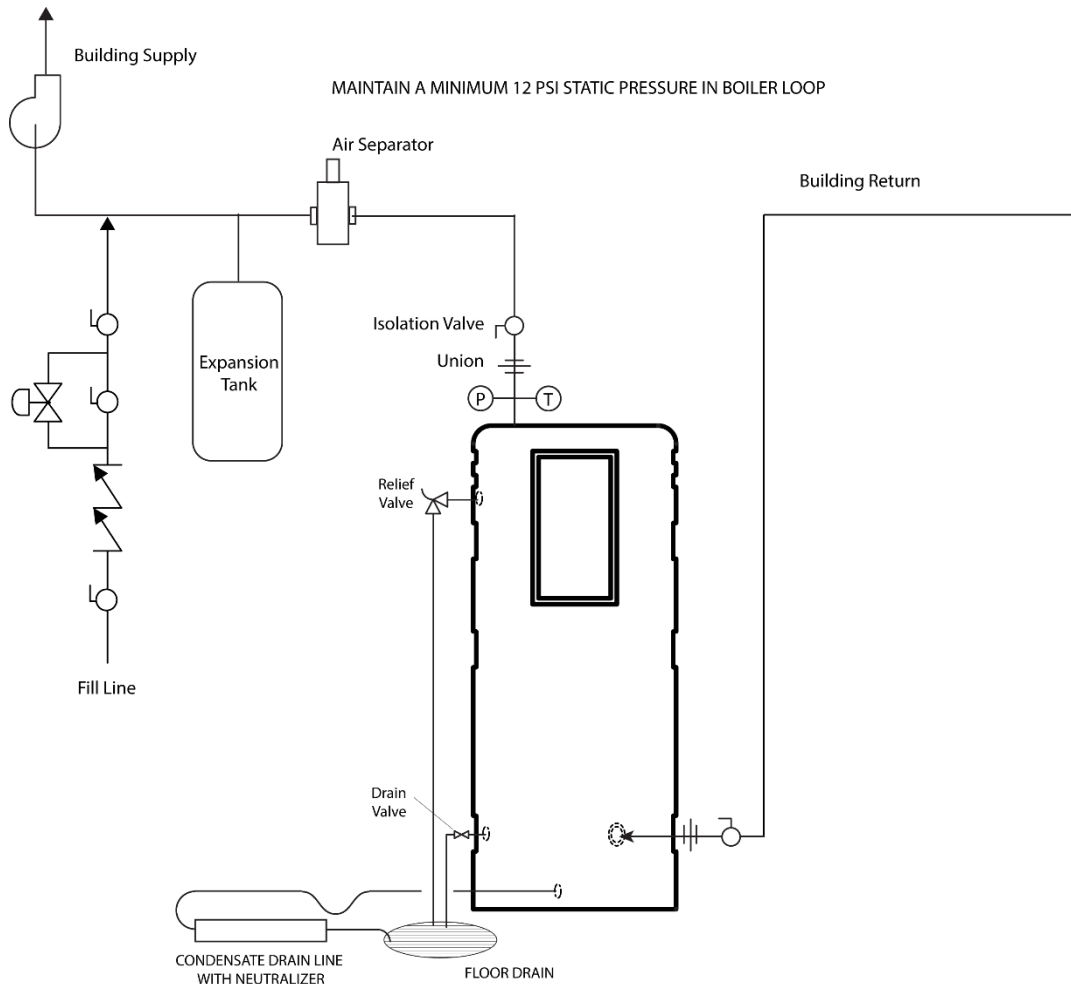 Building Supply
MAINTAIN A MINIMUM 12 PSI STATIC PRESSURE IN BOILER LOOP
Air Separator
Building Return
Isolation Valve
Union
P
T
Expansion
Tank
Relief
Valve
Fill Line
Drain
Valve
CONDENSATE DRAIN LINE
WITH NEUTRALIZER
FLOOR DRAIN